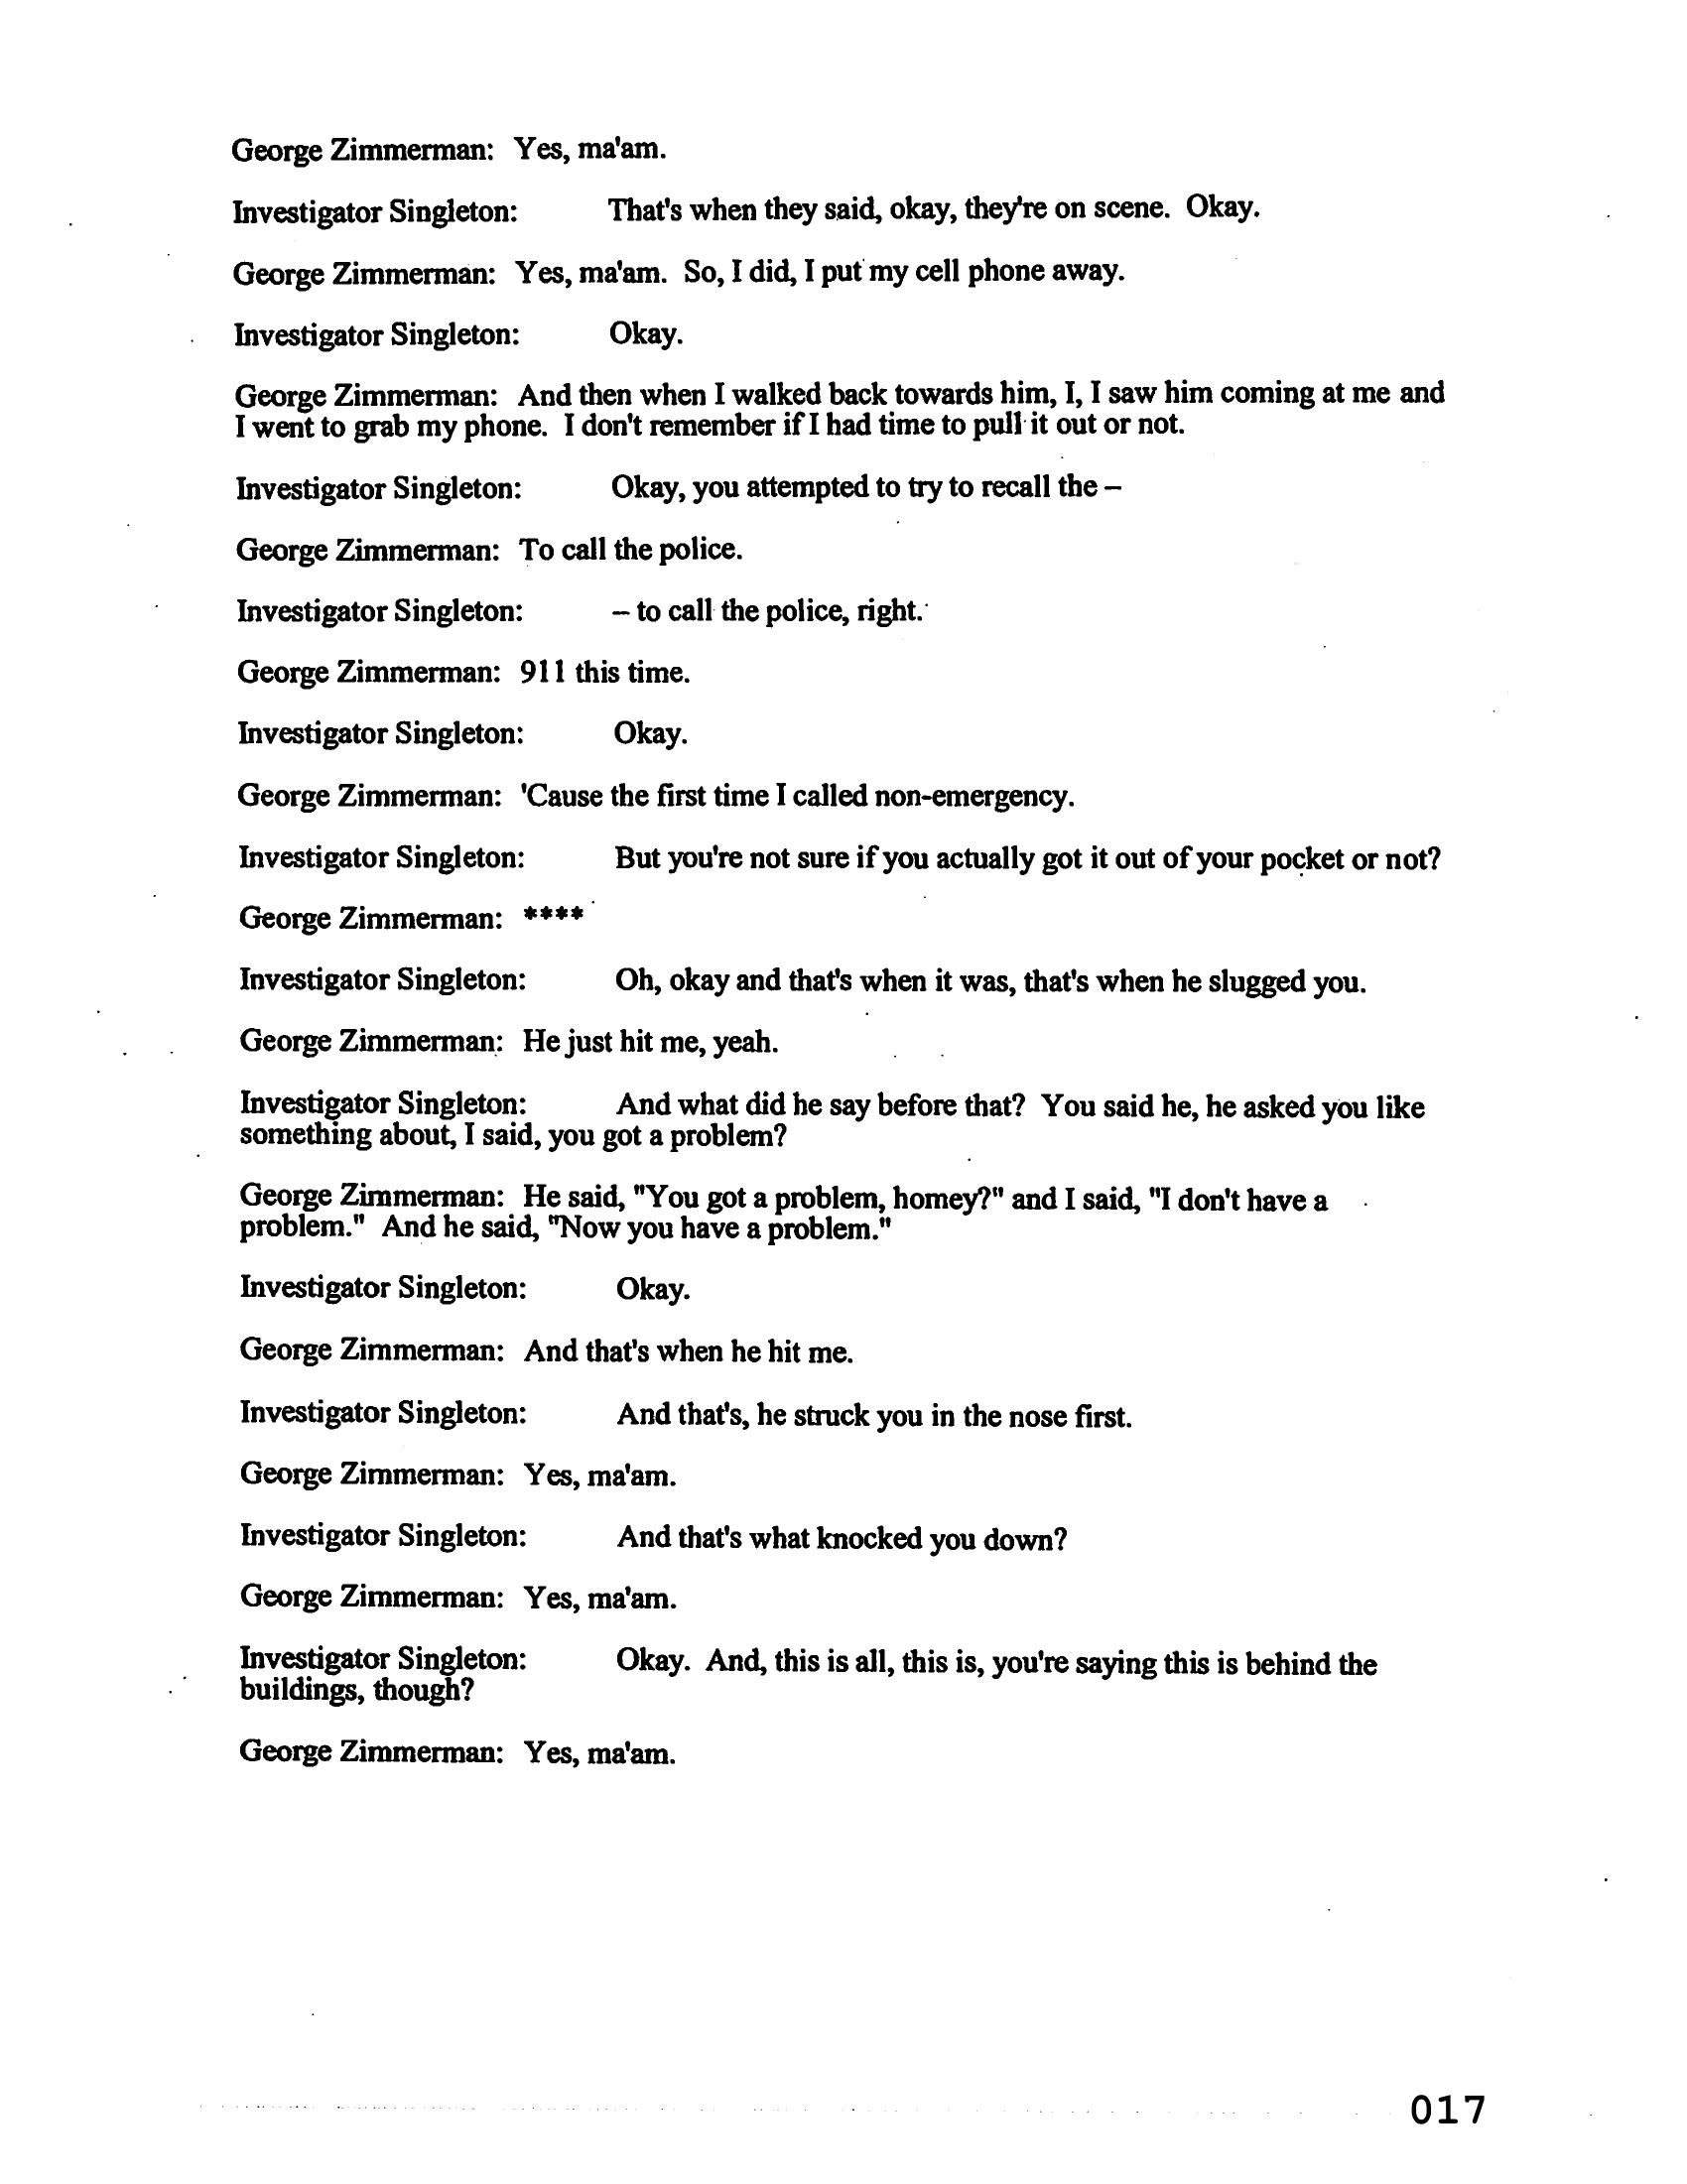 George Zimmerman: Yes, ma'am.
Investigator Singleton: That's when they said, okay, they're on scene. Okay.
George Zimmerman: Yes, ma'am. So, I did, I put my cell phone away.
Investigator Singleton: Okay.
George Zimmerman: And then when I walked back towards him, I, I saw him coming at me and
I went to grab my phone. I don't remember if I had time to pull it out or not.
Investigator Singleton: Okay, you attempted to try to recall the –
George Zimmerman: To call the police.
Investigator Singleton: – to call the police, right.
George Zimmerman: 911 this time.
Investigator Singleton: Okay.
George Zimmerman: 'Cause the first time I called non-emergency.
Investigator Singleton: But you're not sure if you actually got it out of your pocket or not?
George Zimmerman: ****
Investigator Singleton: Oh, okay and that's when it was, that's when he slugged you.
George Zimmerman: He just hit me, yeah.
Investigator Singleton: And what did he say before that? You said he, he asked you like
something about, I said, you got a problem?
George Zimmerman: He said, "You got a problem, homey?" and I said, "I don't have a
problem." And he said, "Now you have a problem."
Investigator Singleton: Okay.
George Zimmerman: And that's when he hit me.
Investigator Singleton: And that's, he struck you in the nose first.
George Zimmerman: Yes, ma'am.
Investigator Singleton: And that's what knocked you down?
George Zimmerman: Yes, ma'am.
Investigator Singleton: Okay. And, this is all, this is, you're saying this is behind the
buildings, though?
George Zimmerman: Yes, ma'am.
017